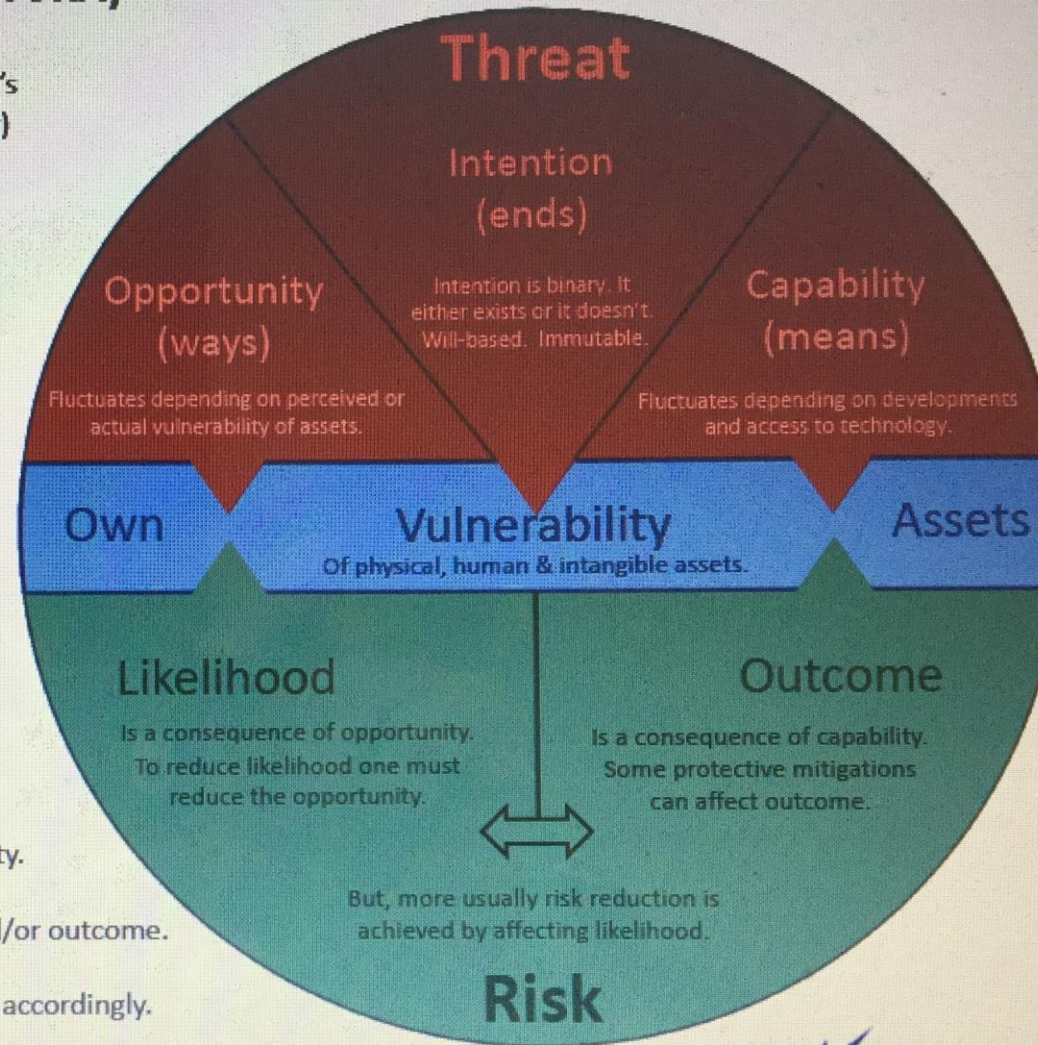 's
)
Threat
Intention
(ends)
Intention is binary. It
either exists or it doesn't.
Will-based. Immutable.
Opportunity
(ways)
Fluctuates depending on perceived or
actual vulnerability of assets.
Capability
(means)
Fluctuates depending on developments
and access to technology.
Own
Vulnerability
Of physical, human & intangible assets.
Assets
Likelihood
Is a consequence of opportunity.
To reduce likelihood one must
reduce the opportunity.
Outcome
Is a consequence of capability.
Some protective mitigations
can affect outcome.
But, more usually risk reduction is
achieved by affecting likelihood.
Risk
ty.
/or outcome.
accordingly.